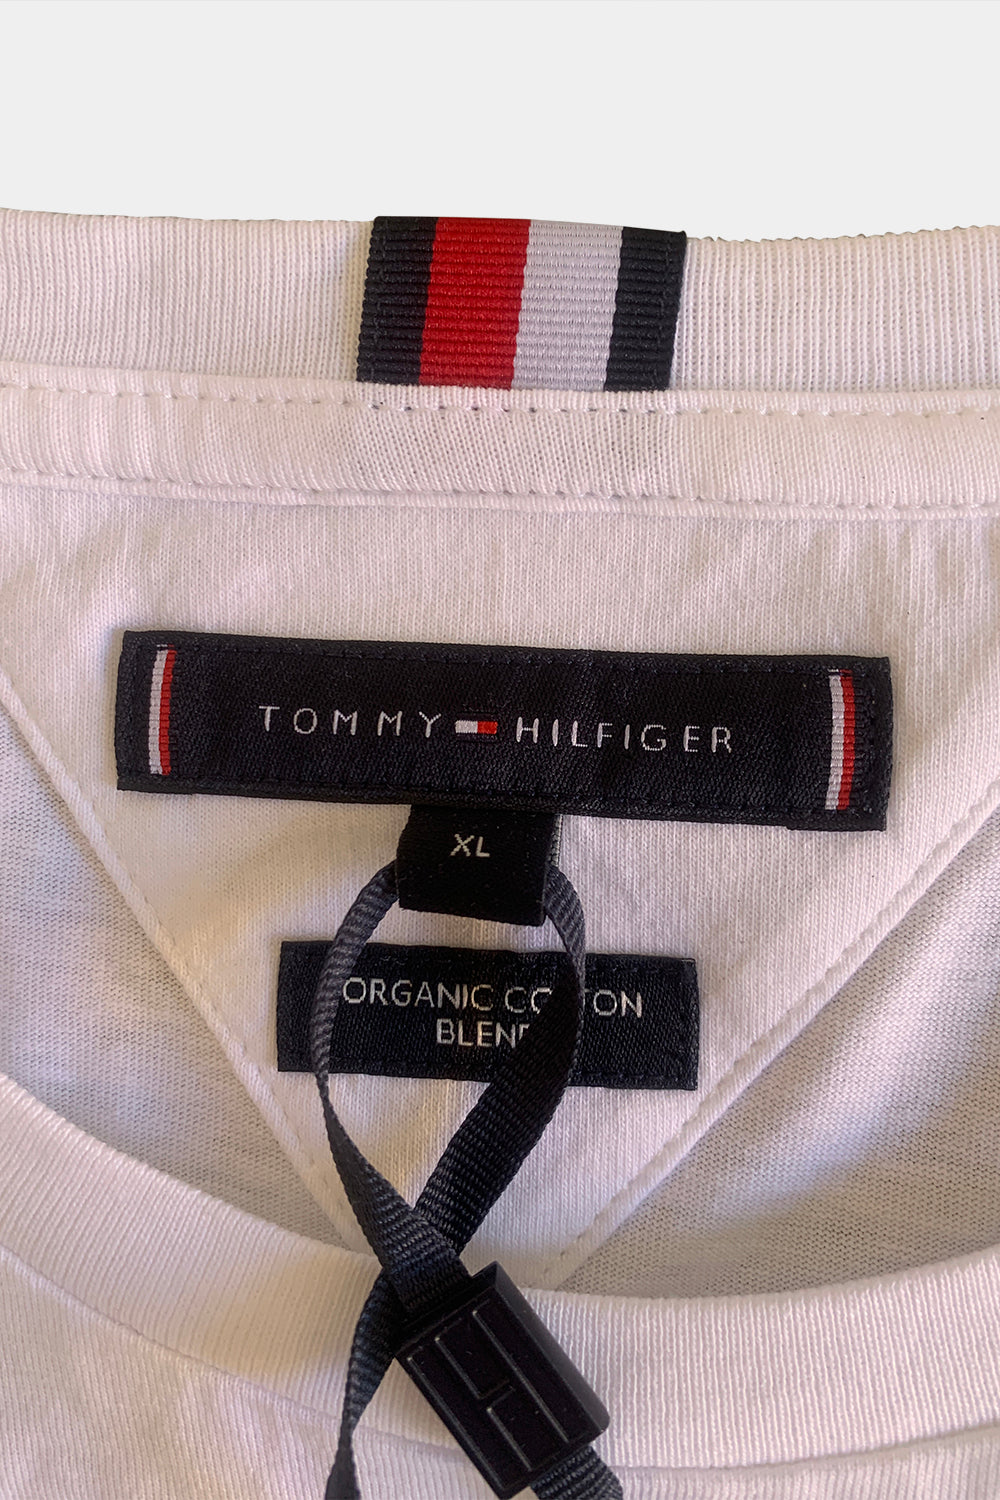 TOMMY HILFIGER
XL
ORGANIC COTTON
BLEND